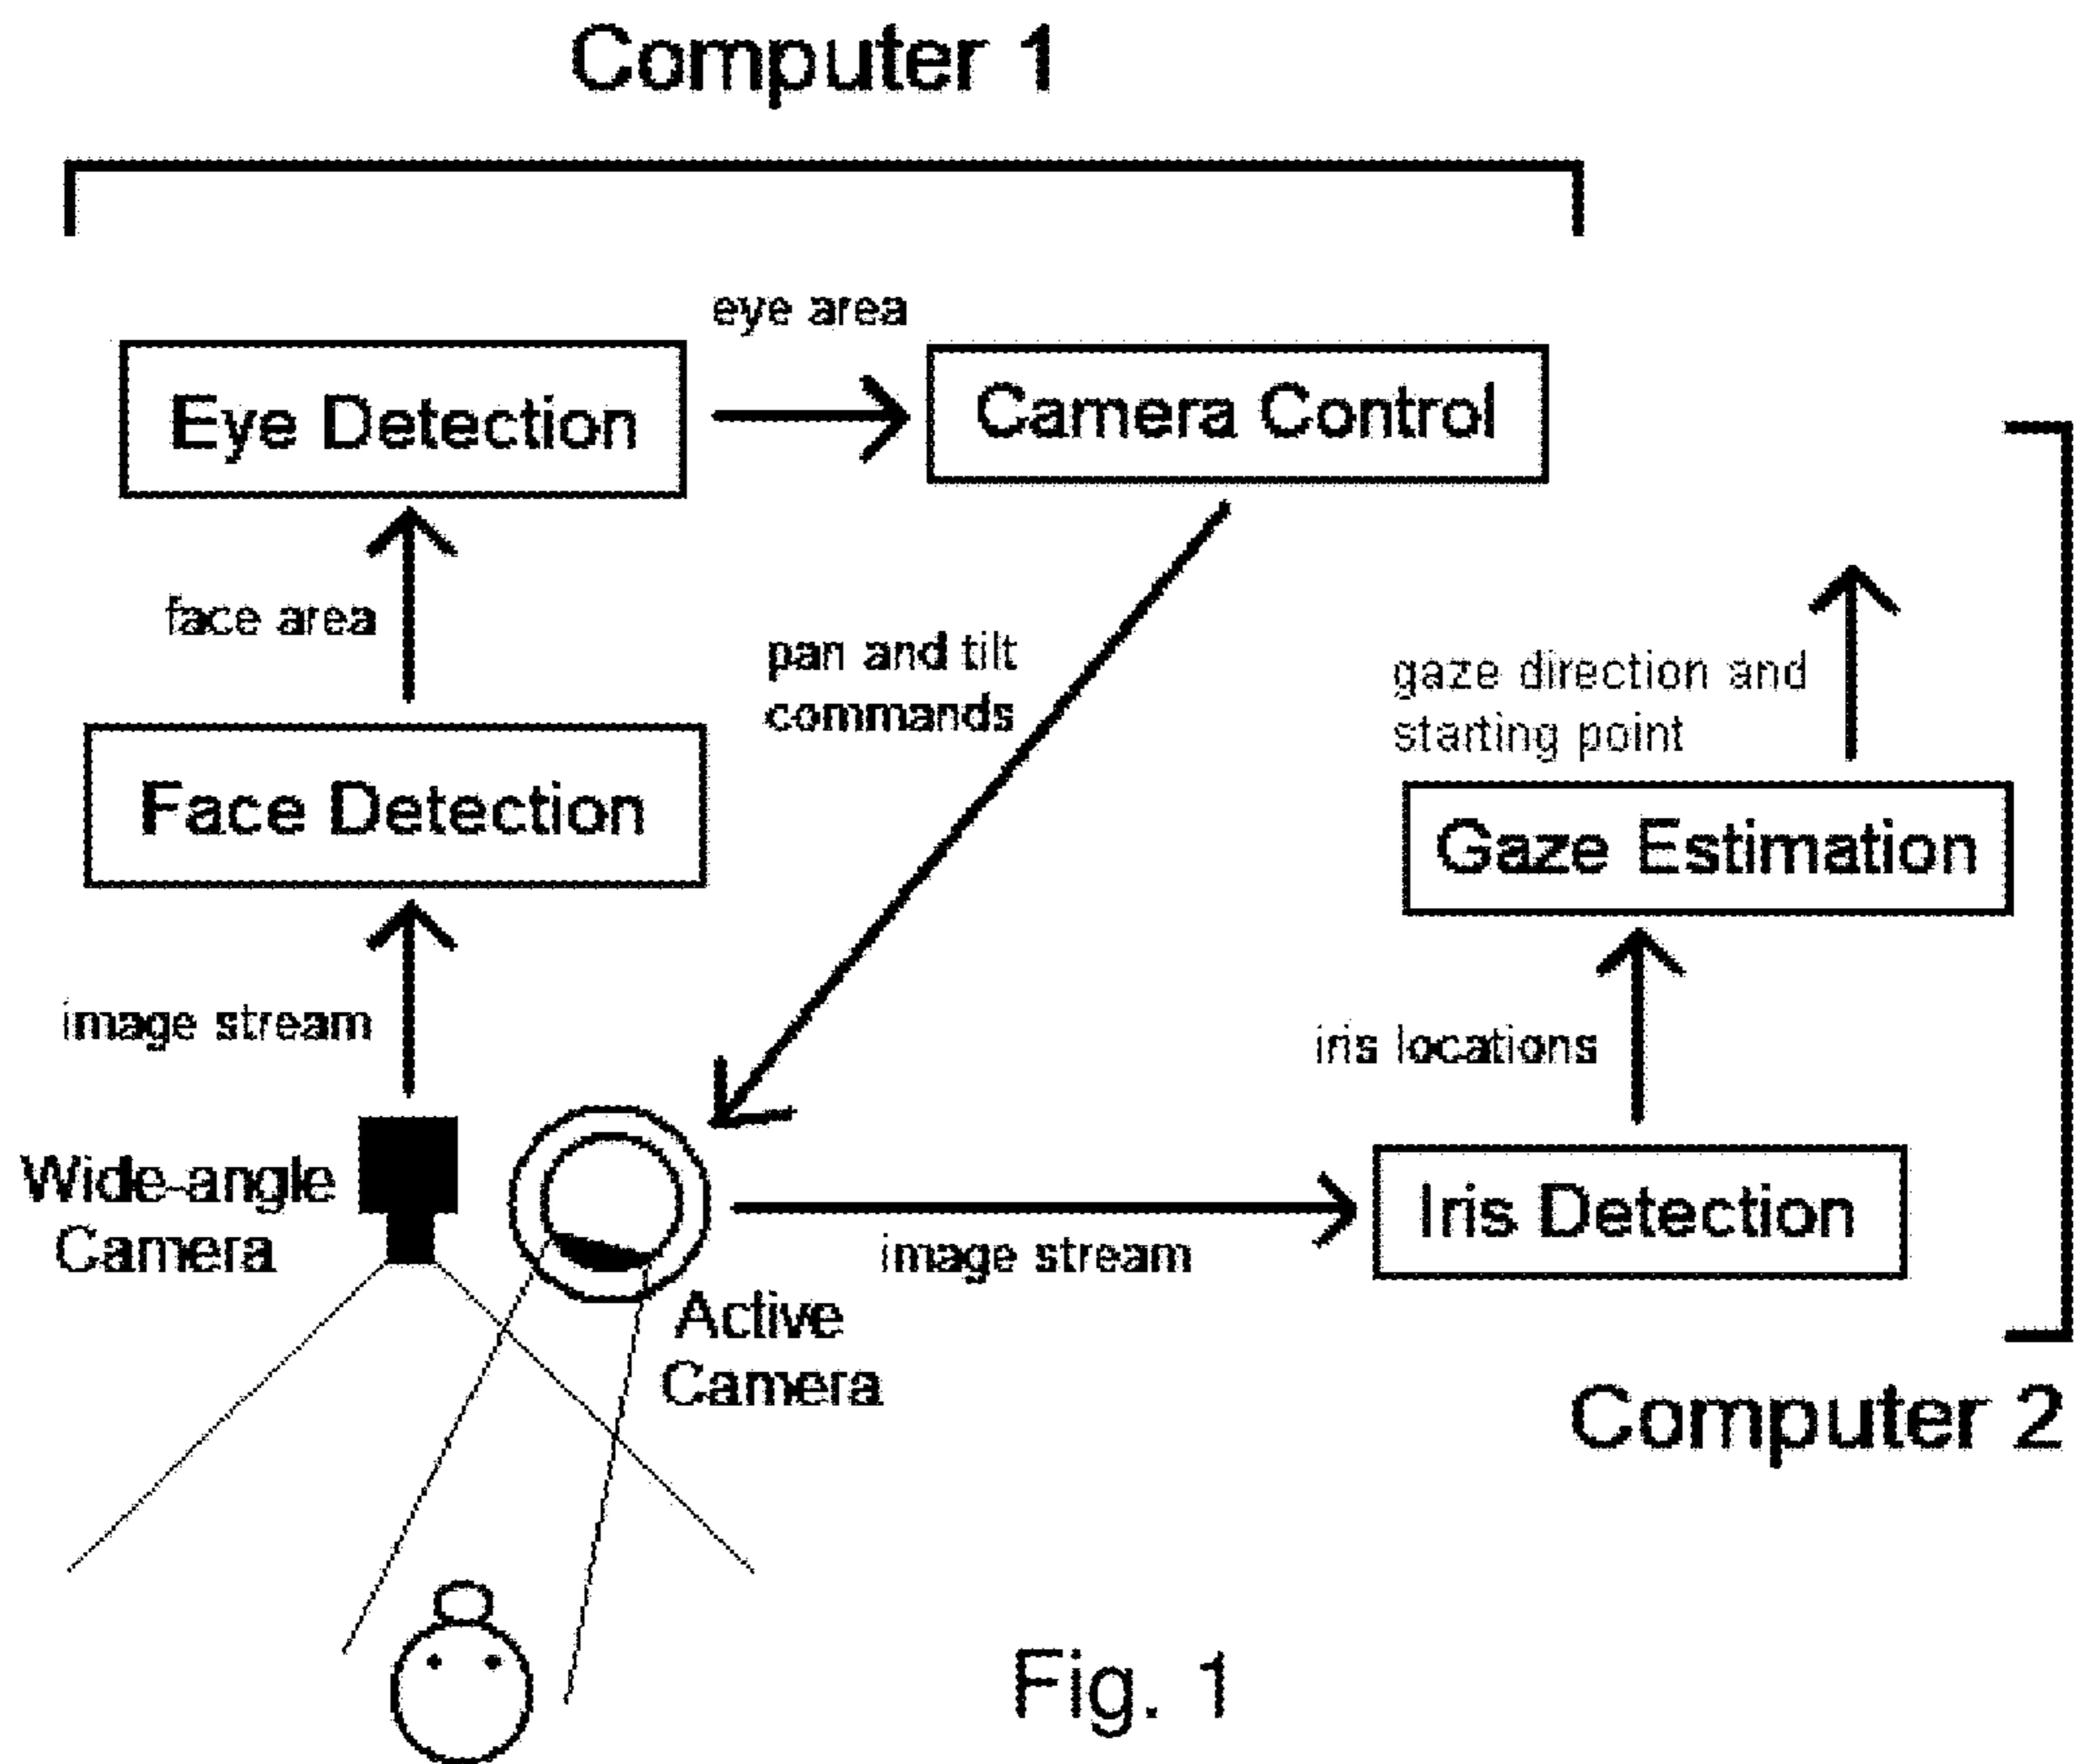 Computer 1
eye area
Eye Detection
Camera Control
face area
pan and tilt
commands
gaze direction and
starting point
Face Detection
Gaze Estimation
image stream
iris locations
Wide-angle
Camera
Iris Detection
image stream
Active
Camera
Computer 2
Fig. 1